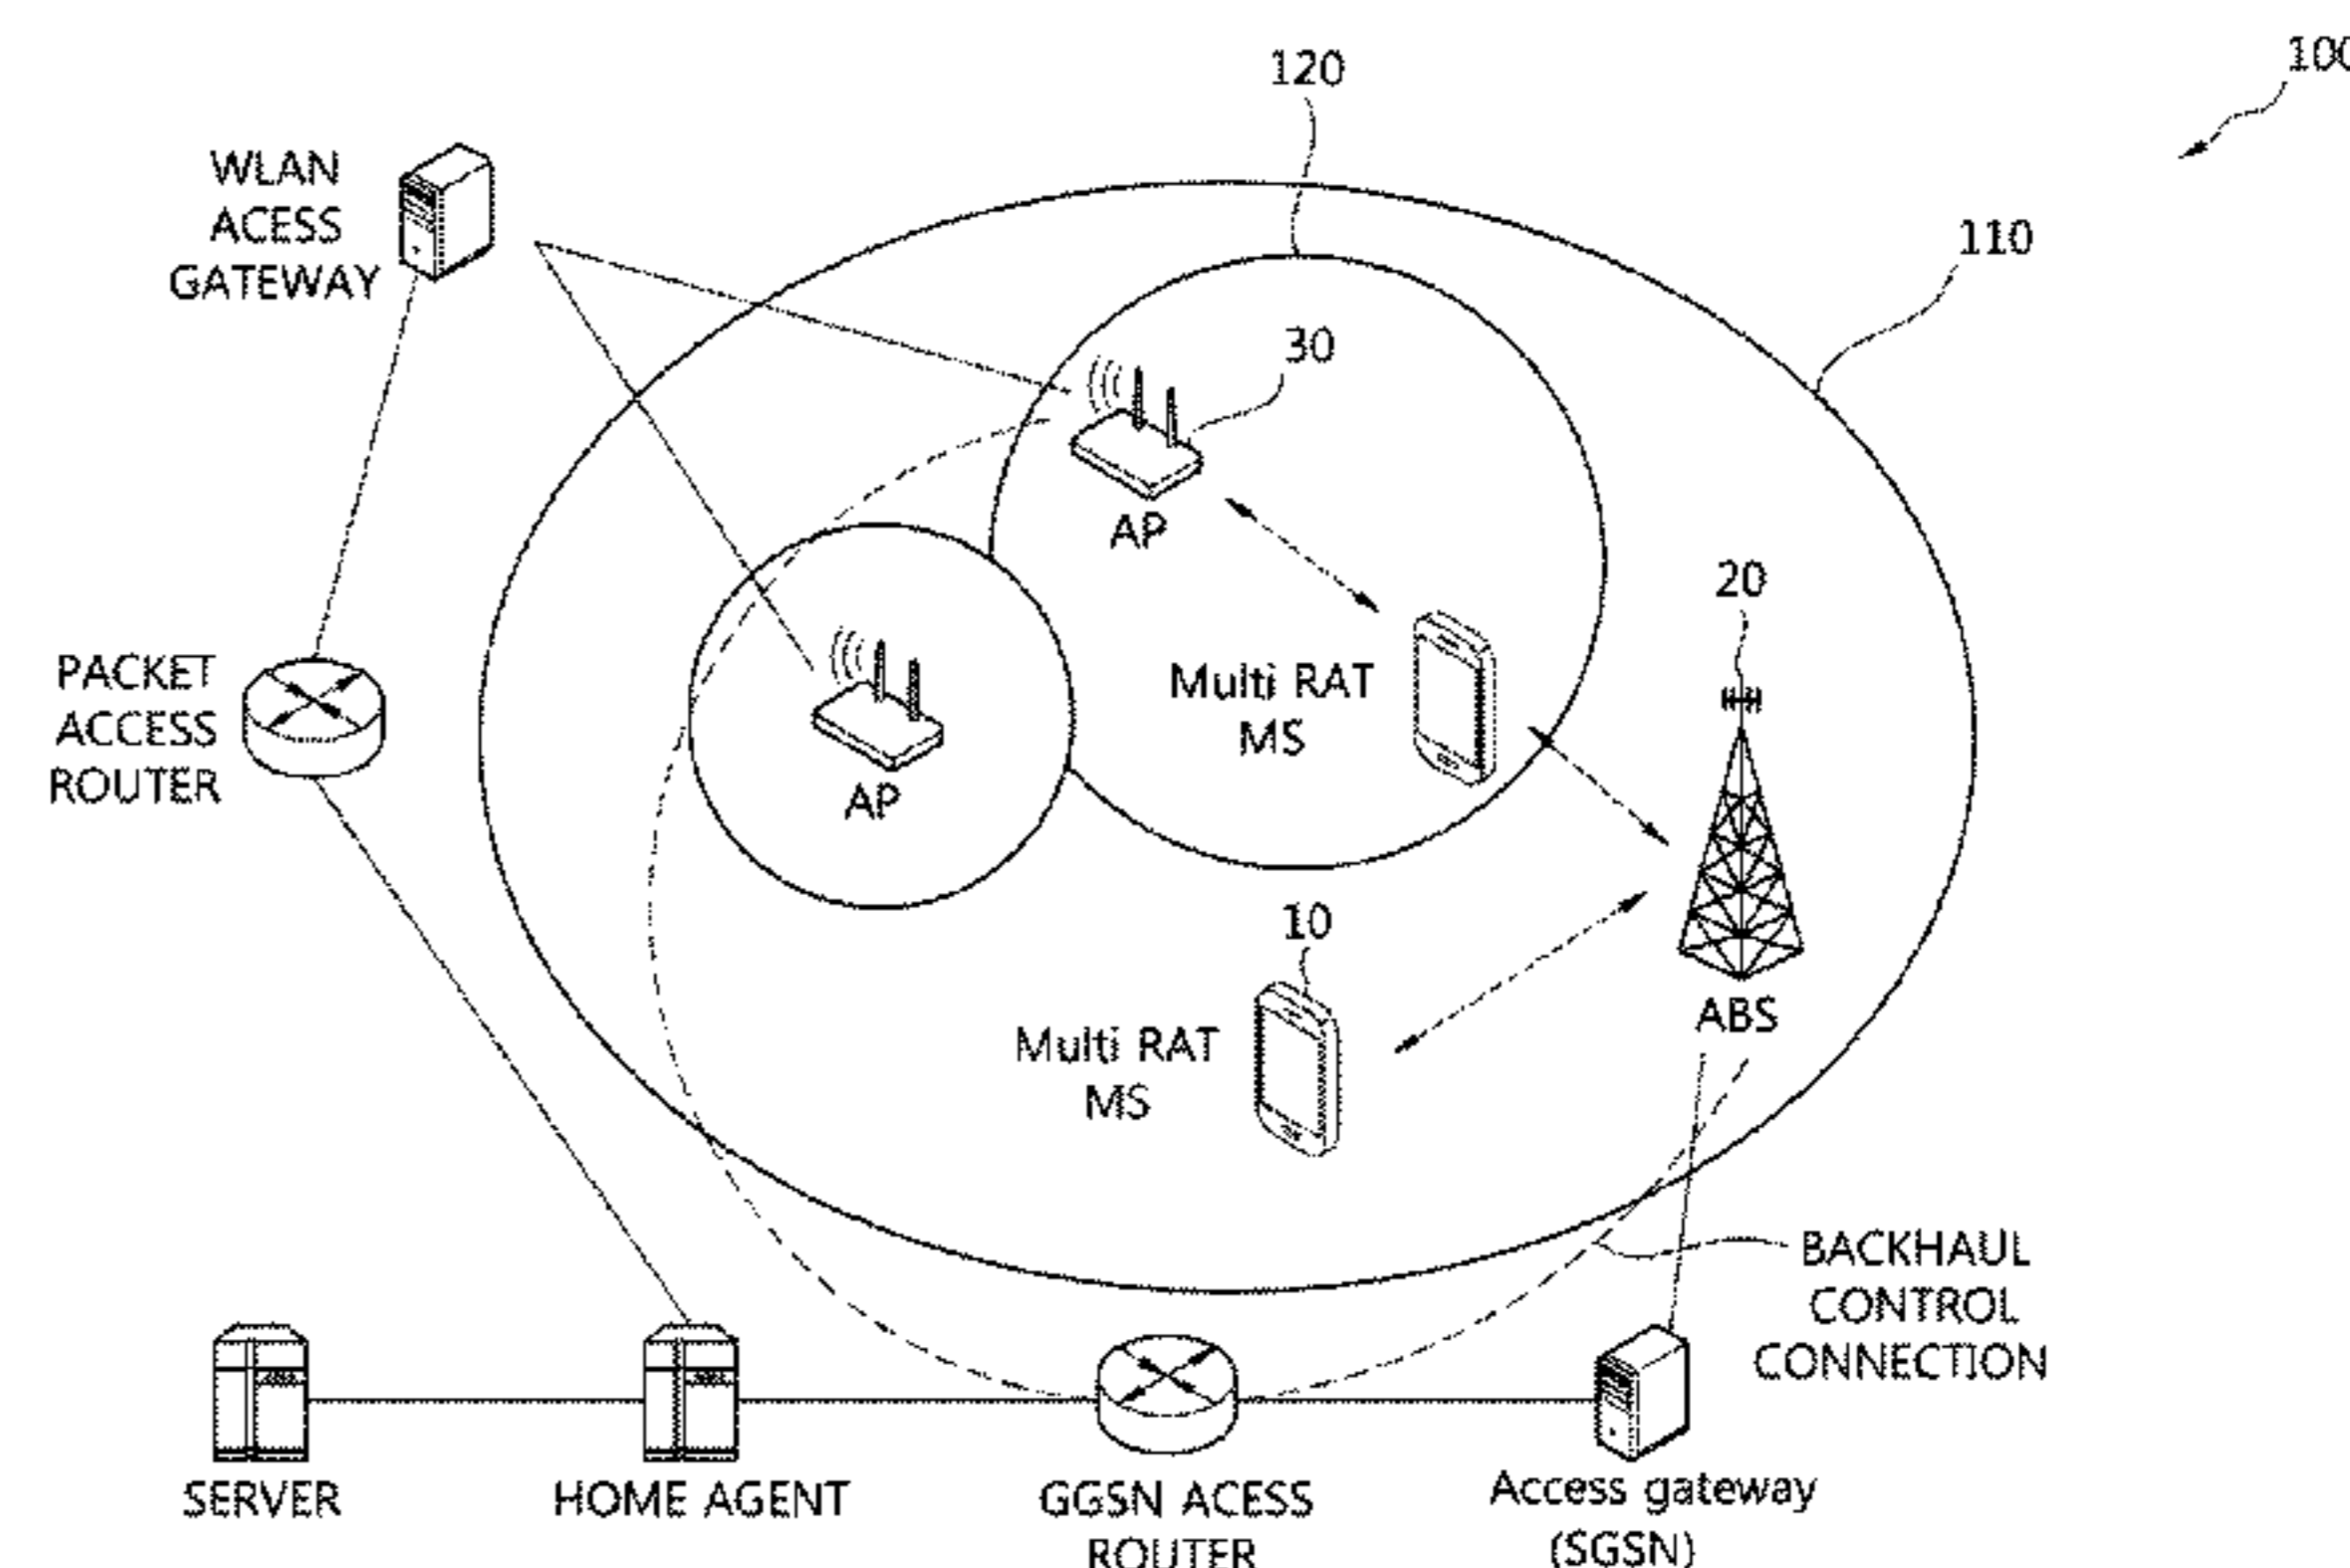 120
100
WLAN
ACESS
GATEWAY
110
30
AP
20
PACKET
ACCESS
ROUTER
Multi RAT
MS
AP
10
Multi RAT
MS
ABS
BACKHAUL
CONTROL
CONNECTION
SERVER
HOME AGENT
GGSN ACESS
ROUTER
Access gateway
(SGSN)